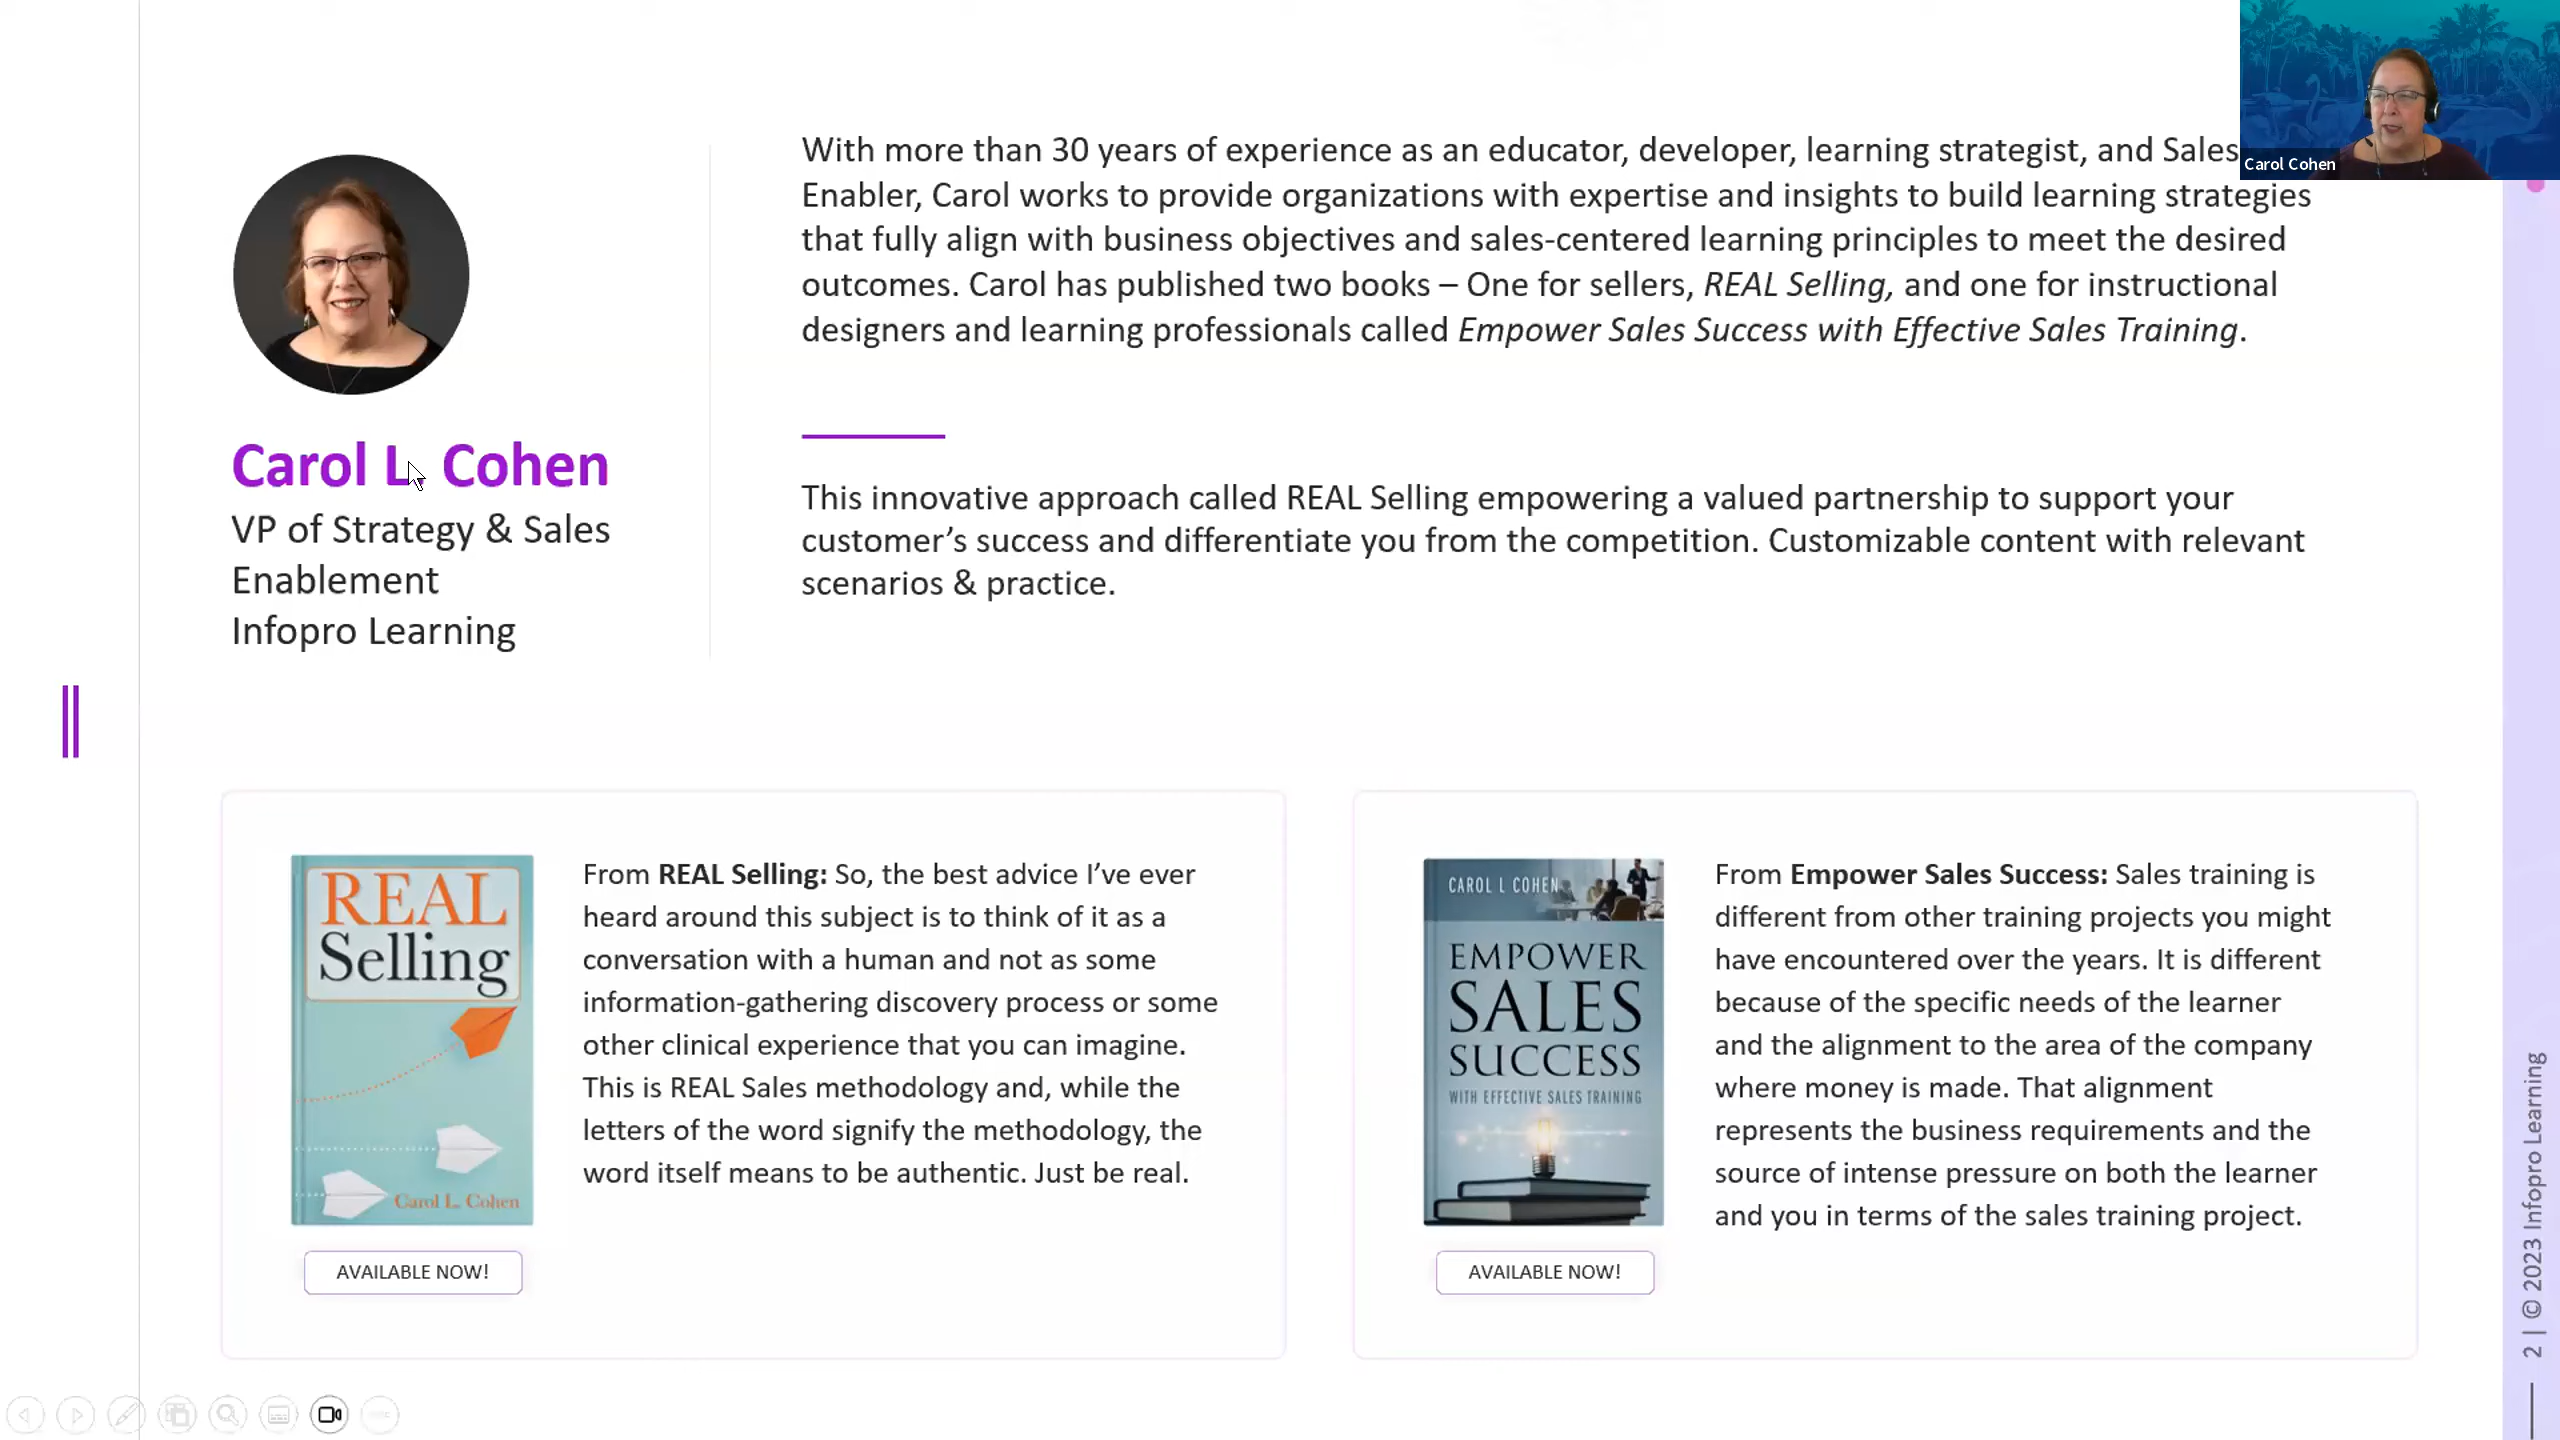 Carol Cohen
With more than 30 years of experience as an educator, developer, learning strategist, and Sales
Enabler, Carol works to provide organizations with expertise and insights to build learning strategies
that fully align with business objectives and sales-centered learning principles to meet the desired
outcomes. Carol has published two books – One for sellers, REAL Selling, and one for instructional
designers and learning professionals called Empower Sales Success with Effective Sales Training.
Carol L. Cohen
VP of Strategy & Sales
Enablement
Infopro Learning
This innovative approach called REAL Selling empowering a valued partnership to support your
customer’s success and differentiate you from the competition. Customizable content with relevant
scenarios & practice.
REAL
Selling
Carol L. Cohen
AVAILABLE NOW!
From REAL Selling: So, the best advice I’ve ever
heard around this subject is to think of it as a
conversation with a human and not as some
information-gathering discovery process or some
other clinical experience that you can imagine.
This is REAL Sales methodology and, while the
letters of the word signify the methodology, the
word itself means to be authentic. Just be real.
CAROL L COHEN
EMPOWER
SALES
SUCCESS
WITH EFFECTIVE SALES TRAINING
AVAILABLE NOW!
From Empower Sales Success: Sales training is
different from other training projects you might
have encountered over the years. It is different
because of the specific needs of the learner
and the alignment to the area of the company
where money is made. That alignment
represents the business requirements and the
source of intense pressure on both the learner
and you in terms of the sales training project.
2 | © 2023 Infopro Learning